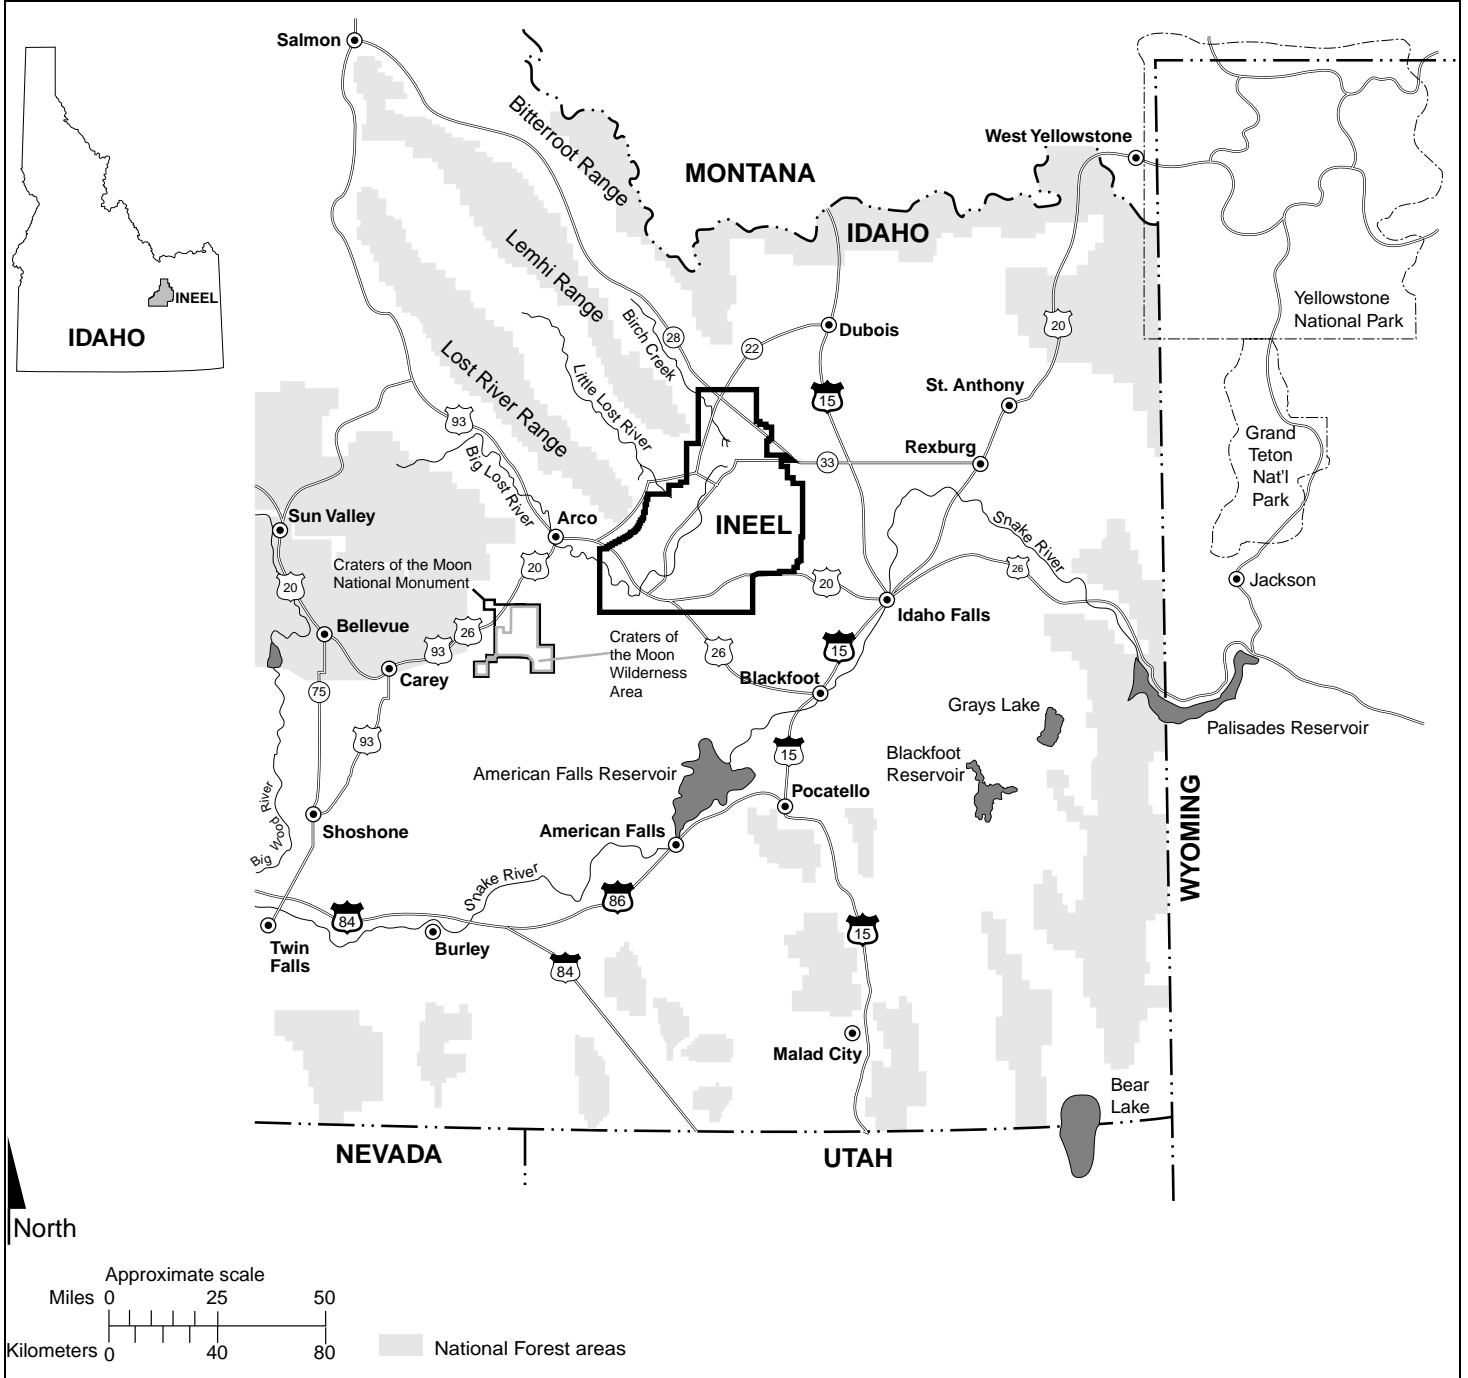 Salmon
Bitterroot Range
West Yellowstone
MONTANA
IDAHO
Lemhi Range
INEEL
IDAHO
Yellowstone
National Park
Birch Creek
28
22
Dubois
20
Lost River Range
Little Lost River
15
St. Anthony
93
Grand
Teton
Nat'l
Park
Rexburg
33
Big Lost River
Sun Valley
Arco
INEEL
Snake River
Craters of the Moon
National Monument
20
20
20
26
Jackson
Idaho Falls
Bellevue
26
93
Craters of
the Moon
Wilderness
Area
26
15
Carey
Blackfoot
75
Grays Lake
Palisades Reservoir
93
15
Blackfoot
Reservoir
American Falls Reservoir
Pocatello
WYOMING
Big Wood River
Shoshone
American Falls
Snake River
86
84
15
Twin
Falls
Burley
84
Malad City
Bear
Lake
NEVADA
UTAH
North
Approximate scale
Miles 0 25 50
Kilometers 0 40 80
National Forest areas